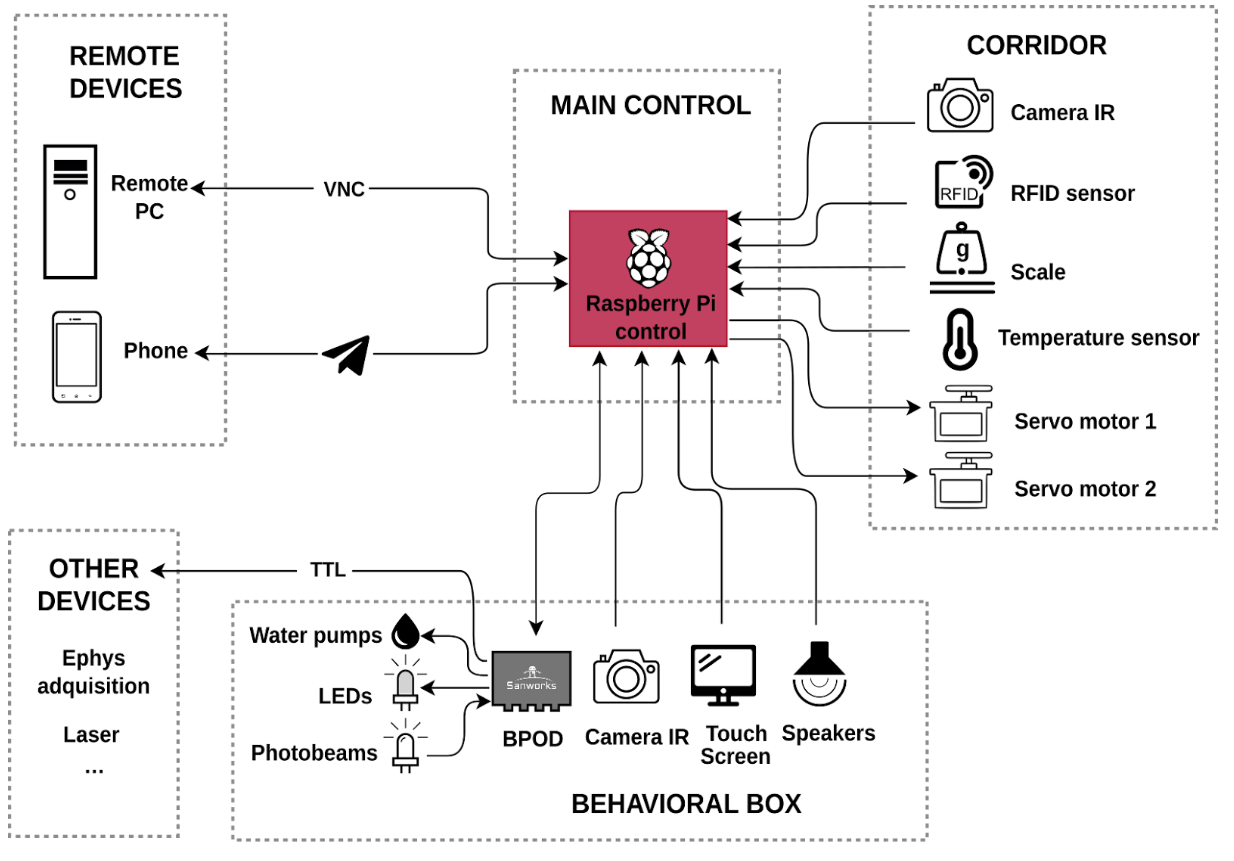 REMOTE
DEVICES
Remote
PC
VNC
Phone
MAIN CONTROL
Raspberry Pi
control
CORRIDOR
Camera IR
RFID
RFID sensor
g
Scale
Temperature sensor
Servo motor 1
Servo motor 2
OTHER
DEVICES
TTL
Ephys
adquisition
Laser
...
Water pumps
LEDs
Photobeams
Sanworks
BPOD
Camera IR
Touch
Screen
Speakers
BEHAVIORAL BOX